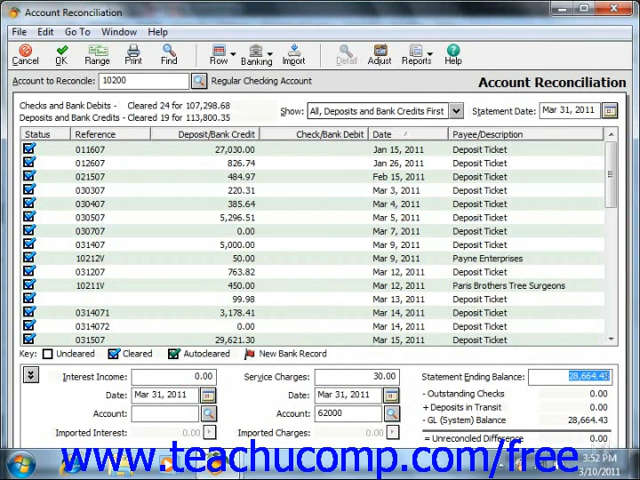 Account Reconciliation
File Edit Go To Window Help
Cancel OK Range Print Find Row Banking Import Detail Adjust Reports Help
Account to Reconcile: 10200 Regular Checking Account Account Reconciliation
Checks and Bank Debits - Cleared 24 for 107,298.68
Deposits and Bank Credits - Cleared 19 for 113,800.35
Show: All, Deposits and Bank Credits First Statement Date: Mar 31, 2011
Status Reference Deposit/Bank Credit Check/Bank Debit Date Payee/Description
011607 27,030.00 Jan 15, 2011 Deposit Ticket
012607 826.74 Jan 26, 2011 Deposit Ticket
021507 484.97 Feb 15, 2011 Deposit Ticket
030307 220.31 Mar 3, 2011 Deposit Ticket
030407 385.64 Mar 4, 2011 Deposit Ticket
030507 5,296.51 Mar 5, 2011 Deposit Ticket
030707 0.00 Mar 7, 2011 Deposit Ticket
031407 5,000.00 Mar 9, 2011 Deposit Ticket
10212V 50.00 Mar 9, 2011 Payne Enterprises
031207 763.82 Mar 12, 2011 Deposit Ticket
10211V 450.00 Mar 12, 2011 Paris Brothers Tree Surgeons
99.98 Mar 13, 2011 Deposit Ticket
0314071 3,178.41 Mar 14, 2011 Deposit Ticket
0314072 0.00 Mar 14, 2011 Deposit Ticket
031507 29,621.30 Mar 15, 2011 Deposit Ticket
Key: Uncleared Cleared Autocleared New Bank Record
Interest Income: 0.00 Service Charges: 30.00 Statement Ending Balance: 28,664.43
- Outstanding Checks 0.00
Date: Mar 31, 2011 Date: Mar 31, 2011
+ Deposits in Transit 0.00
Account: Account: 62000
- GL (System) Balance 28,664.43
Imported Interest: 0.00 Imported Charges: 0.00
= Unreconciled Difference 0.00
www.teachucomp.com/free
3:52 PM
3/10/2011